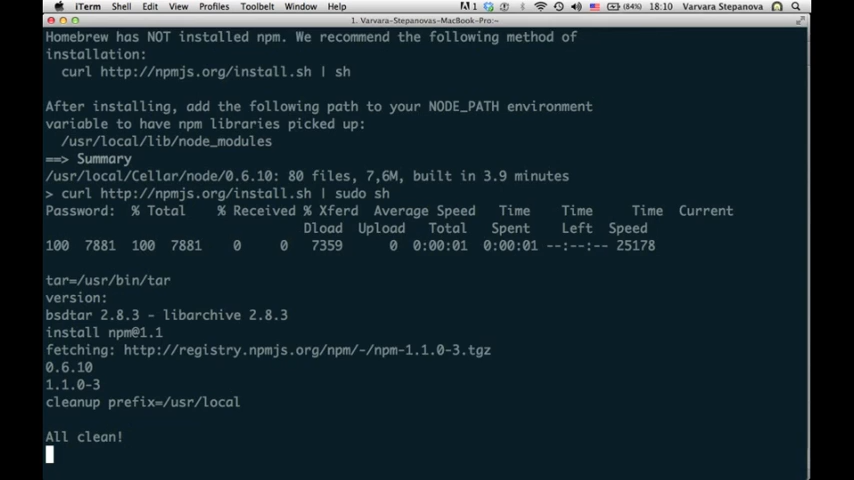 iTerm Shell Edit View Profiles Toolbelt Window Help 1 (84%) 18:10 Varvara Stepanova
1. Varvara-Stepanovas-MacBook-Pro:~
Homebrew has NOT installed npm. We recommend the following method of
installation:
curl http://npmjs.org/install.sh | sh
After installing, add the following path to your NODE_PATH environment
variable to have npm libraries picked up:
/usr/local/lib/node_modules
==> Summary
/usr/local/Cellar/node/0.6.10: 80 files, 7,6M, built in 3.9 minutes
> curl http://npmjs.org/install.sh | sudo sh
Password: % Total % Received % Xferd Average Speed Time Time Time Current
Dload Upload Total Spent Left Speed
100 7881 100 7881 0 0 7359 0 0:00:01 0:00:01 --:--:-- 25178
tar=/usr/bin/tar
version:
bsdtar 2.8.3 - libarchive 2.8.3
install npm@1.1
fetching: http://registry.npmjs.org/npm/-/npm-1.1.0-3.tgz
0.6.10
1.1.0-3
cleanup prefix=/usr/local
All clean!